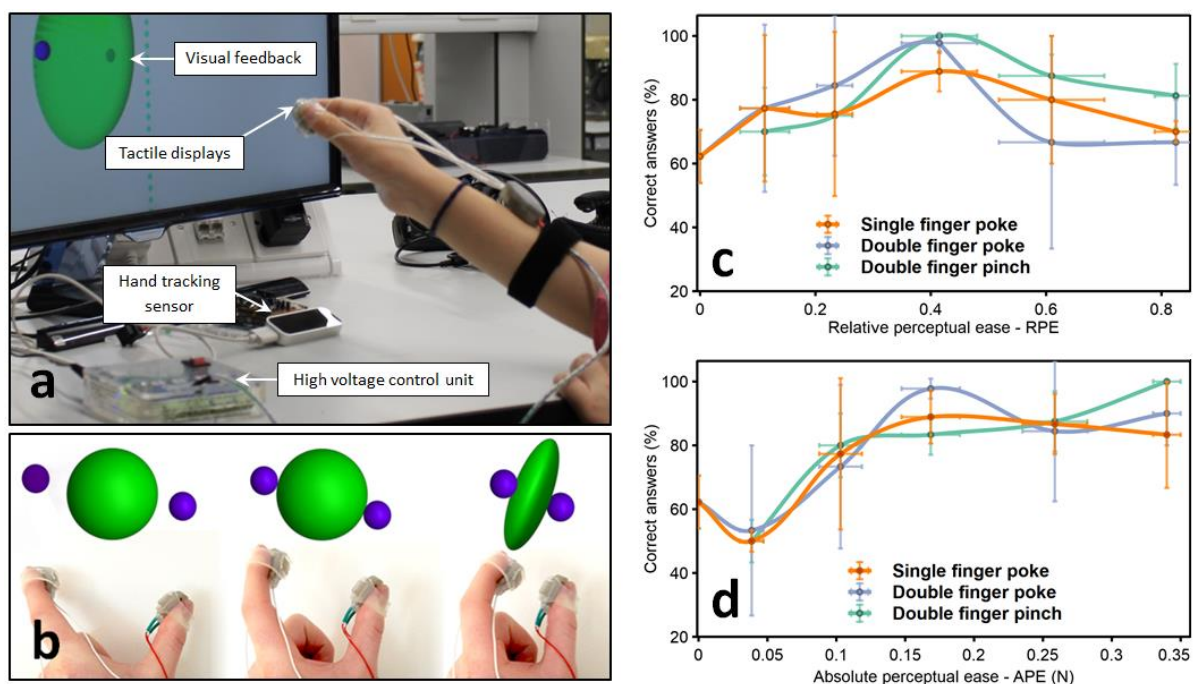 Visual feedback
Tactile displays
Hand tracking
sensor
High voltage control unit
a
b
100
80
60
40
20
Correct answers (%)
Single finger poke
Double finger poke
Double finger pinch
c
0
0.2
0.4
0.6
0.8
Relative perceptual ease - RPE
100
80
60
40
20
Correct answers (%)
Single finger poke
Double finger poke
Double finger pinch
d
0
0.05
0.1
0.15
0.2
0.25
0.3
0.35
Absolute perceptual ease - APE (N)